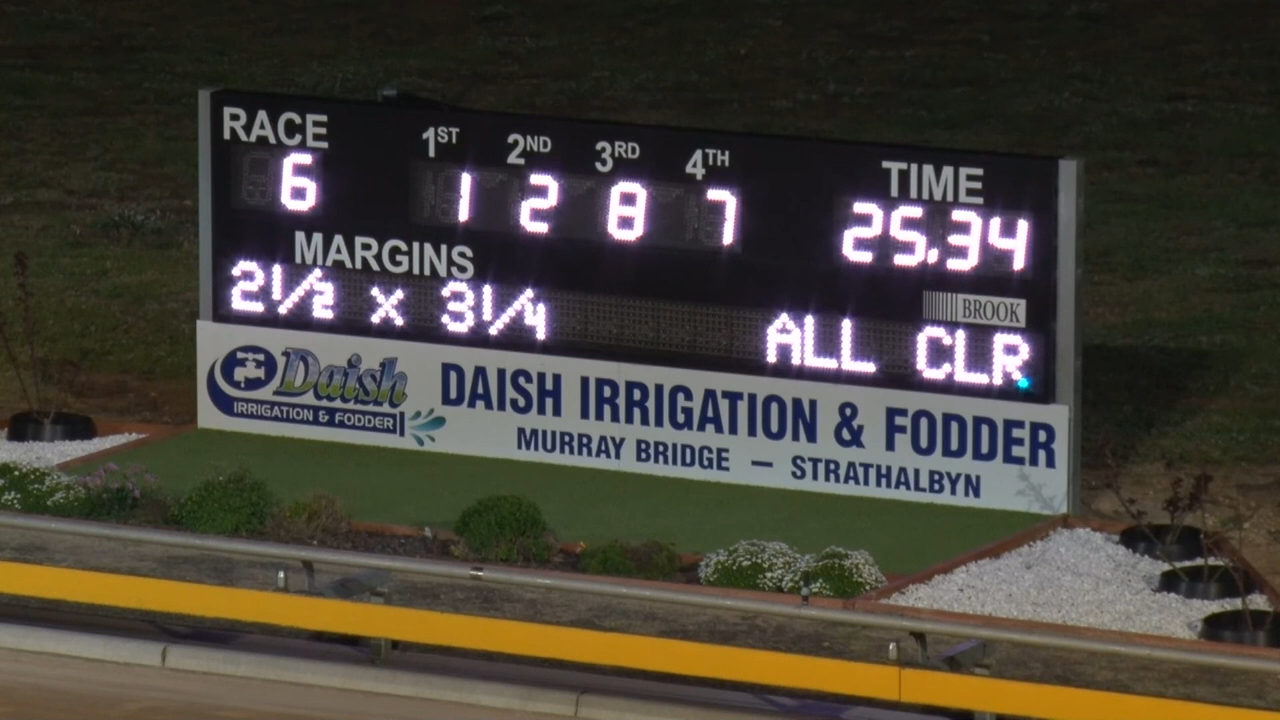 RACE 1ST 2ND 3RD 4TH TIME
6 1 2 8 7 25.34
MARGINS
BROOK
2½ x 3¼ ALL CLR
Daish
IRRIGATION & FODDER
DAISH IRRIGATION & FODDER
MURRAY BRIDGE – STRATHALBYN